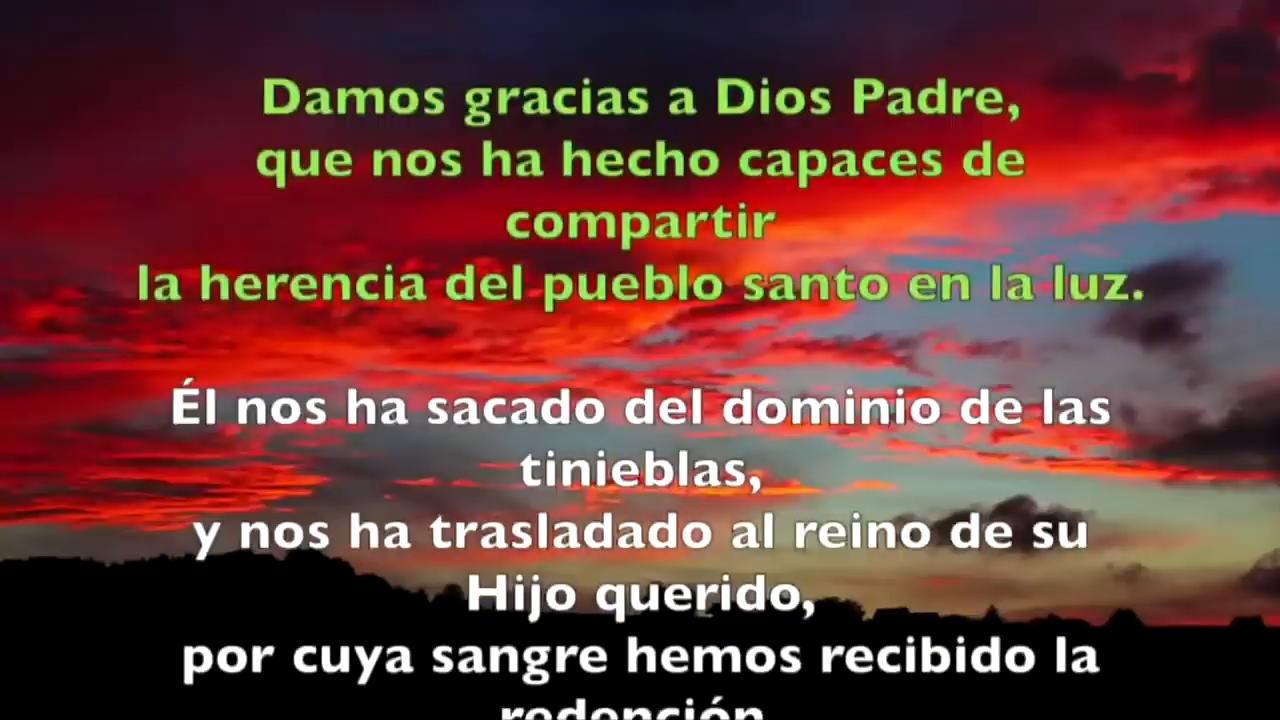 Damos gracias a Dios Padre,
que nos ha hecho capaces de
compartir
la herencia del pueblo santo en la luz.
Él nos ha sacado del dominio de las
tinieblas,
y nos ha trasladado al reino de su
Hijo querido,
por cuya sangre hemos recibido la
redención